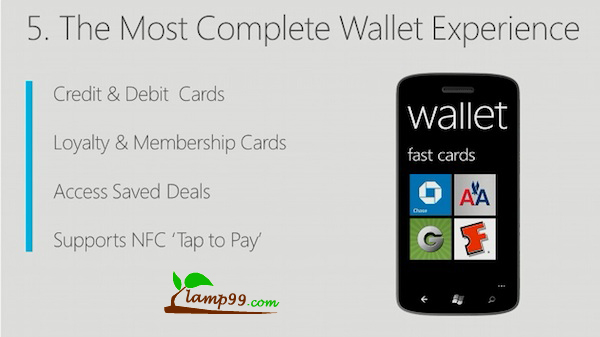 5. The Most Complete Wallet Experience
Credit & Debit Cards
Loyalty & Membership Cards
Access Saved Deals
Supports NFC ‘Tap to Pay’
wallet
fast cards
Chase
AA
G
F
lamp99.com